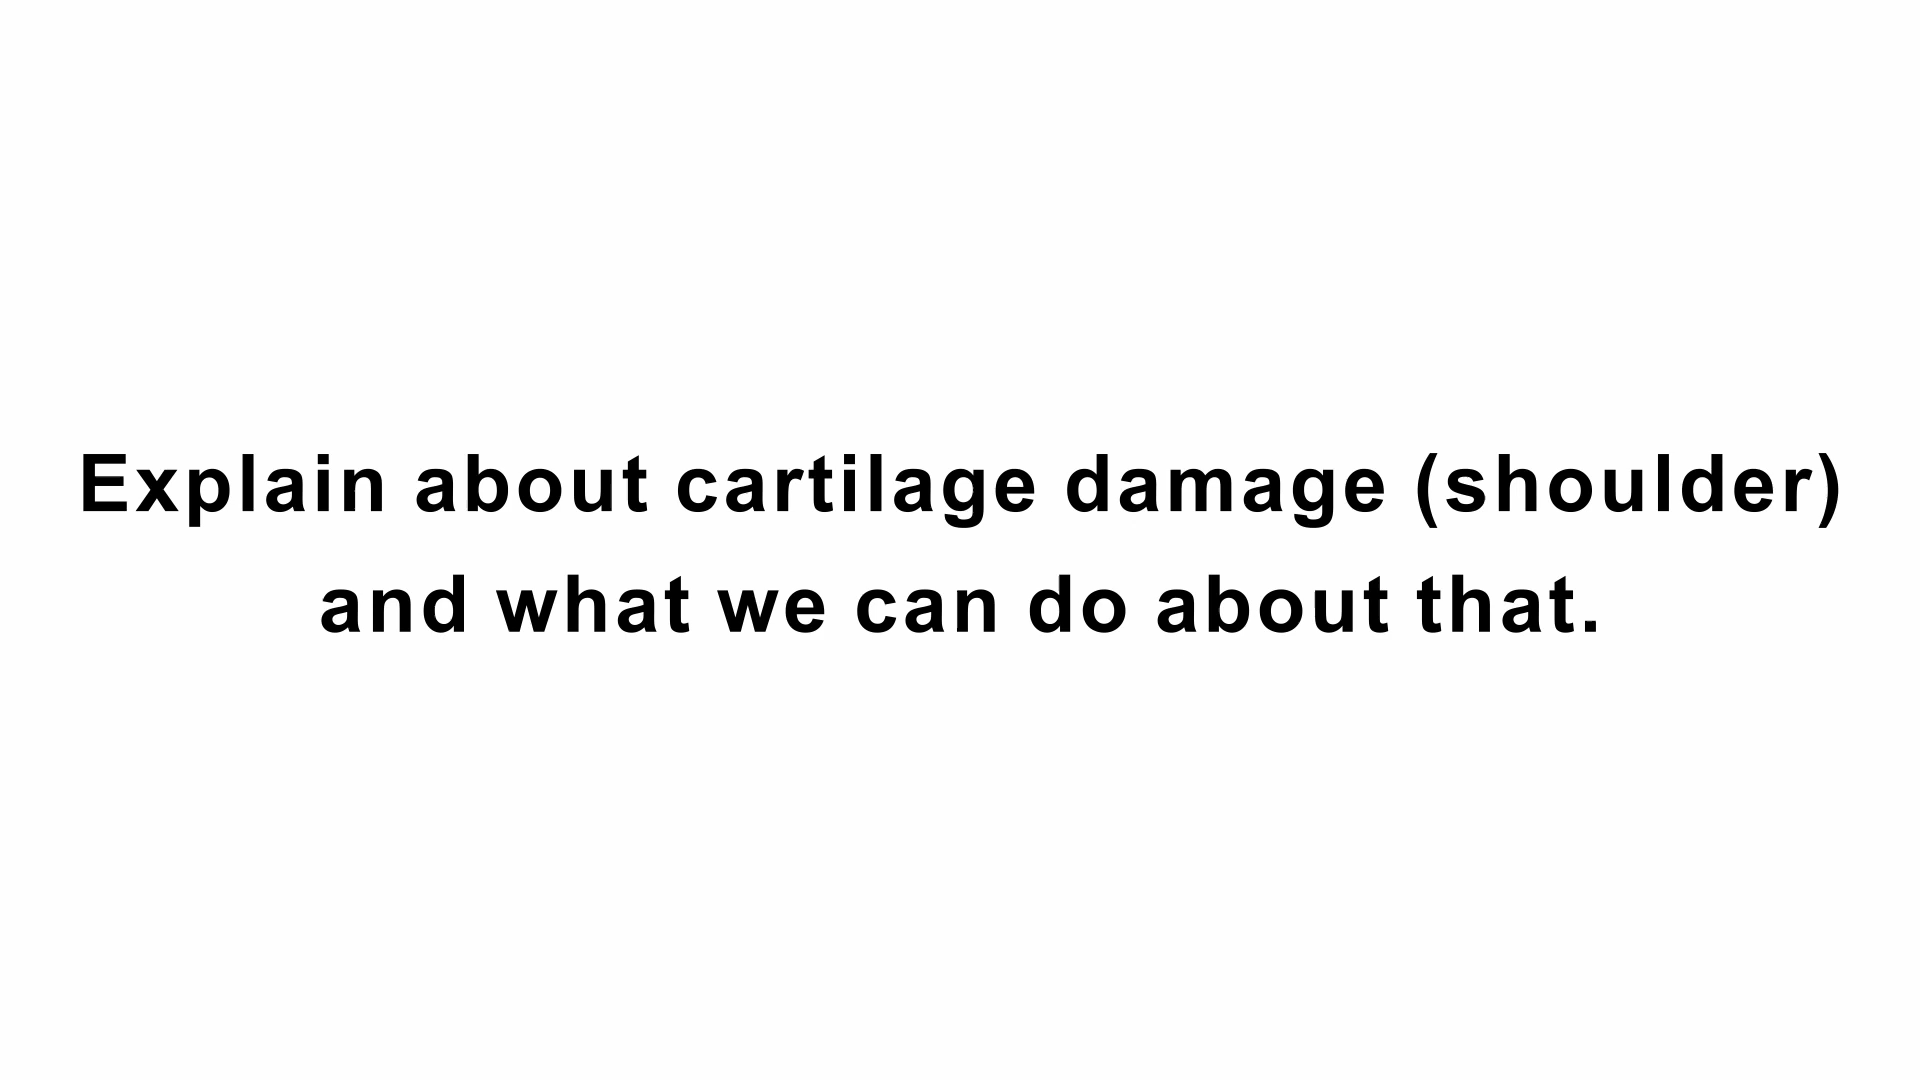 Explain about cartilage damage (shoulder)
and what we can do about that.